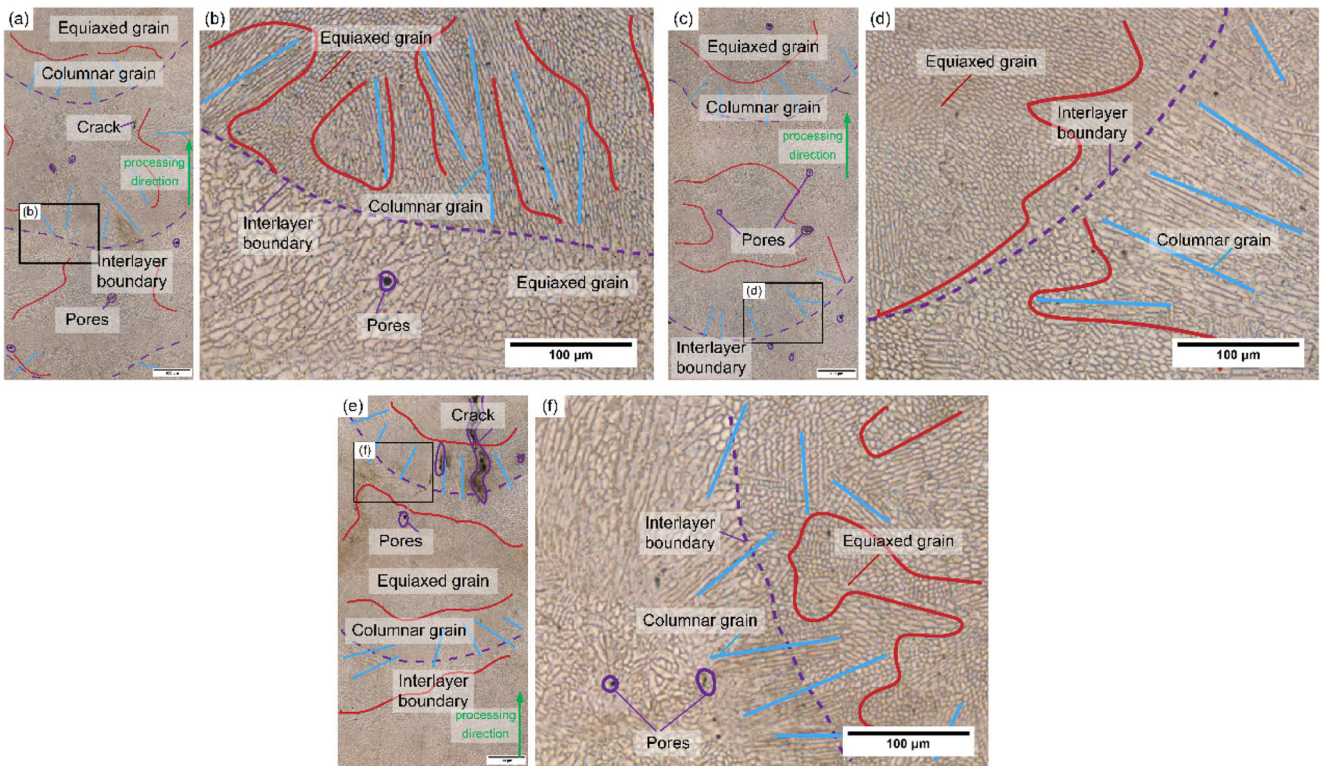 (a)
Equiaxed grain
Columnar grain
Crack
processing
direction
(b)
Interlayer
boundary
Pores
(b)
Equiaxed grain
Columnar grain
Interlayer
boundary
Equiaxed grain
Pores
100 μm
(c)
Equiaxed grain
Columnar grain
processing
direction
Pores
(d)
Interlayer
boundary
(d)
Equiaxed grain
Interlayer
boundary
Columnar grain
100 μm
(e)
Crack
(f)
Pores
Equiaxed grain
Columnar grain
Interlayer
boundary
processing
direction
(f)
Interlayer
boundary
Equiaxed grain
Columnar grain
Pores
100 μm